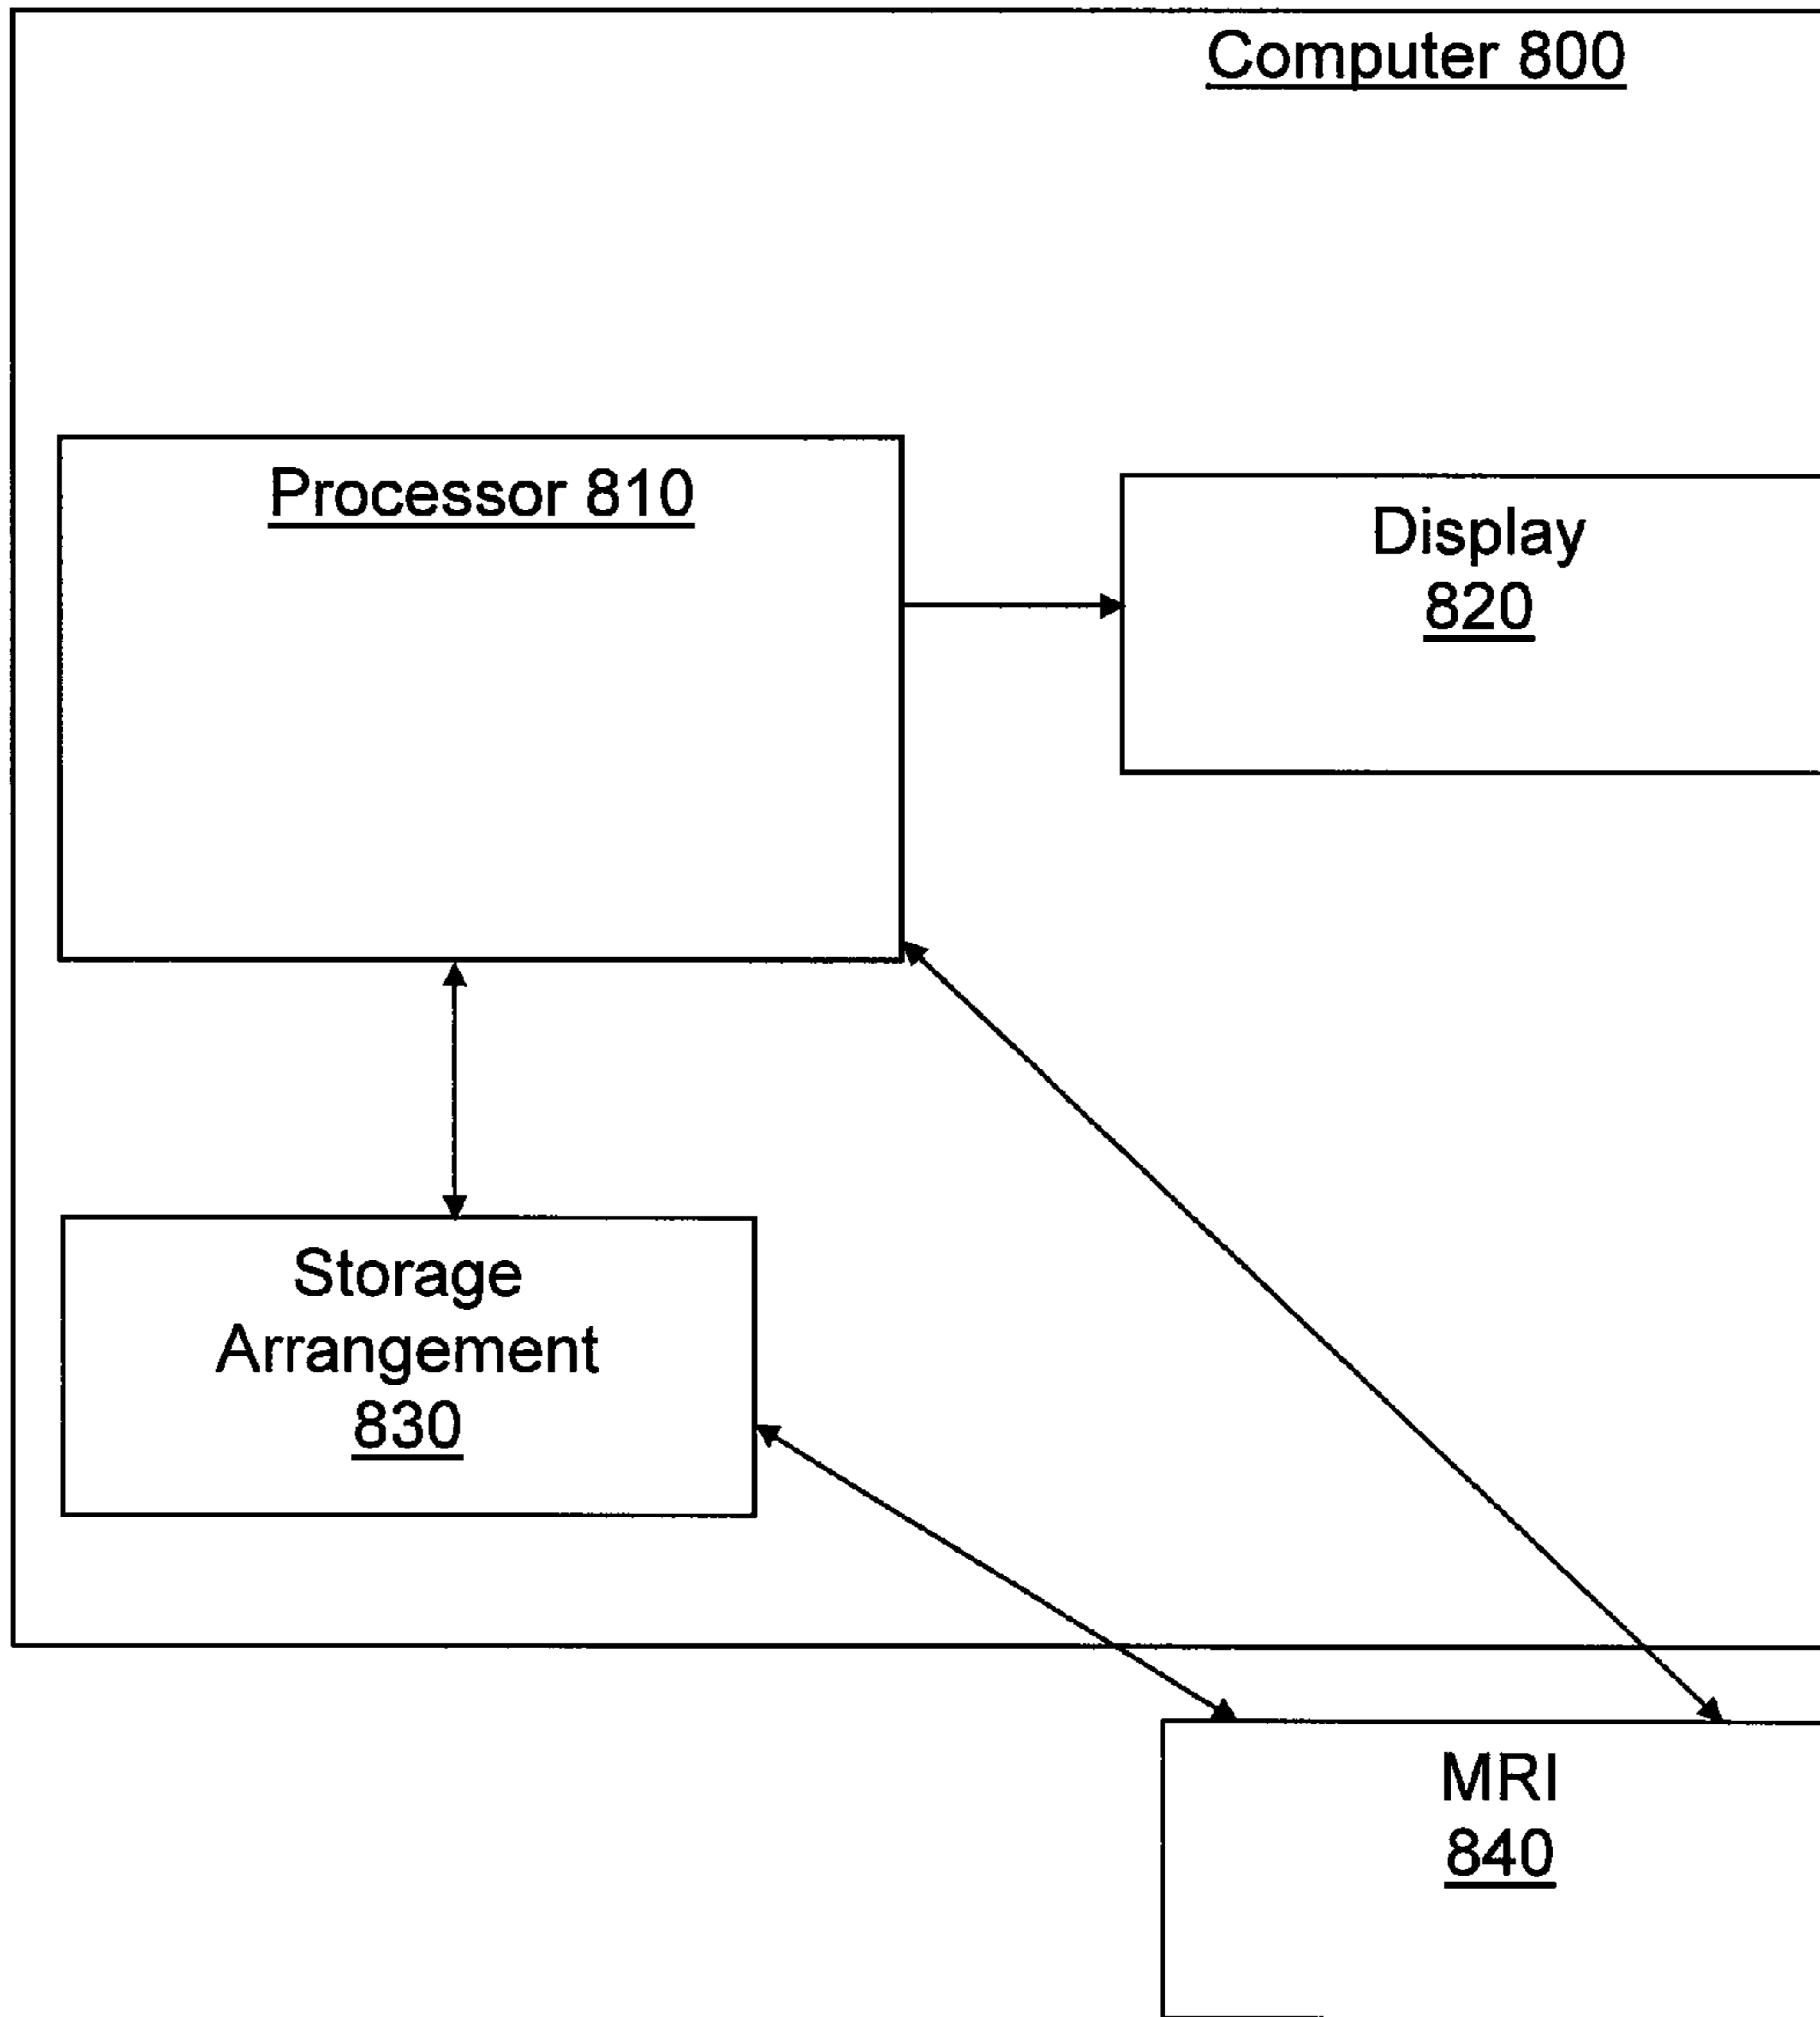 Computer 800
Processor 810
Display
820
Storage
Arrangement
830
MRI
840